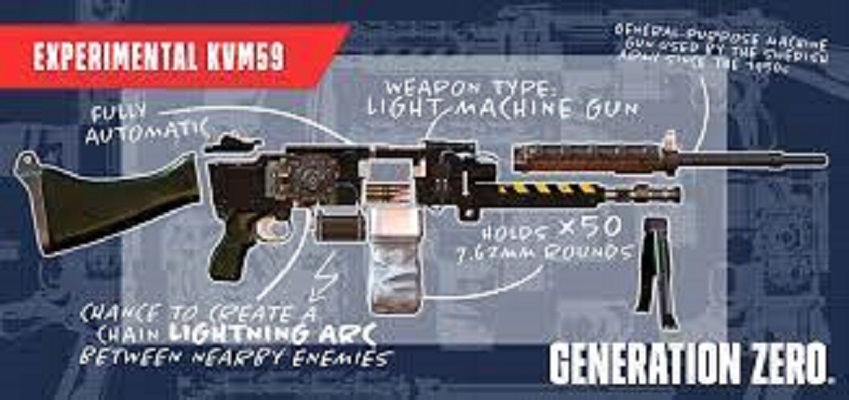 EXPERIMENTAL KVM59
GENERAL-PURPOSE MACHINE
GUN USED BY THE SWEDISH
ARMY SINCE THE 1950s
WEAPON TYPE:
LIGHT MACHINE GUN
FULLY
AUTOMATIC
HOLDS x50
7.62MM ROUNDS
CHANCE TO CREATE A
CHAIN LIGHTNING ARC
BETWEEN NEARBY ENEMIES
GENERATION ZERO